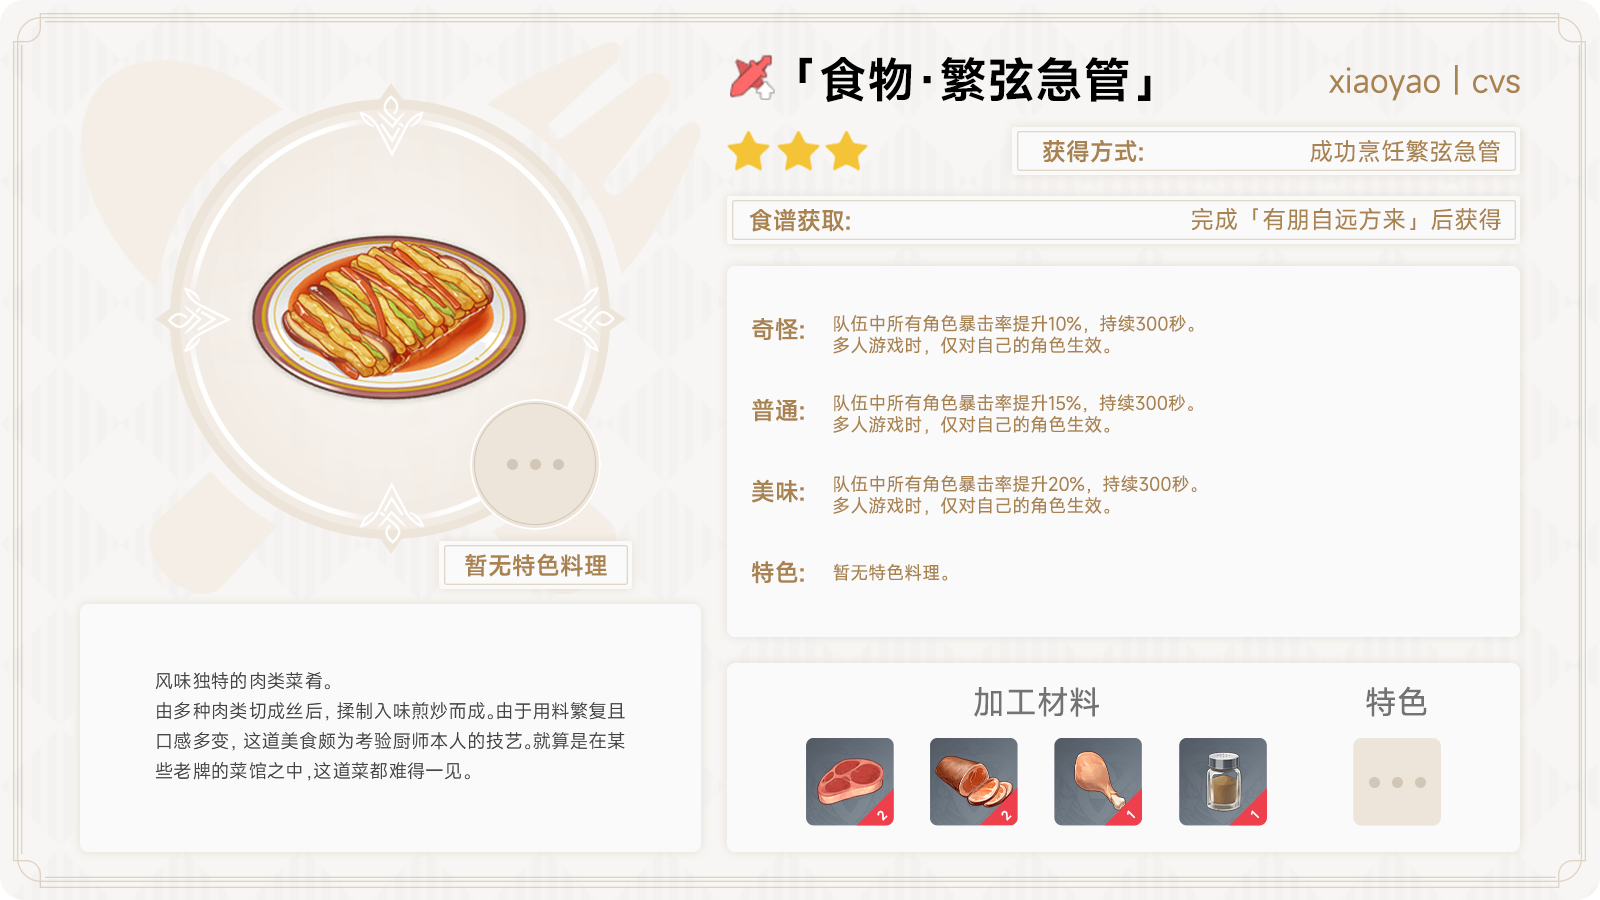 「食物·繁弦急管」
xiaoyao | cvs
获得方式:
成功烹饪繁弦急管
食谱获取:
完成「有朋自远方来」后获得
奇怪:
队伍中所有角色暴击率提升10%，持续300秒。
多人游戏时，仅对自己的角色生效。
普通:
队伍中所有角色暴击率提升15%，持续300秒。
多人游戏时，仅对自己的角色生效。
美味:
队伍中所有角色暴击率提升20%，持续300秒。
多人游戏时，仅对自己的角色生效。
特色:
暂无特色料理。
暂无特色料理
风味独特的肉类菜肴。
由多种肉类切成丝后，揉制入味煎炒而成。由于用料繁复且
口感多变，这道美食颇为考验厨师本人的技艺。就算是在某
些老牌的菜馆之中，这道菜都难得一见。
加工材料
特色
2
2
1
1